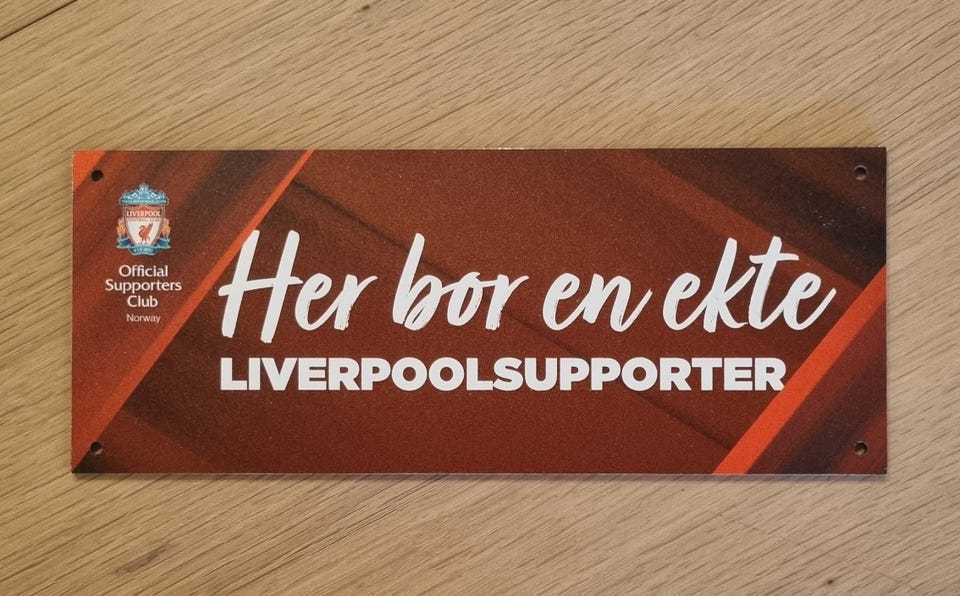 LIVERPOOL
Official
Supporters
Club
Norway
Her bor en ekte
LIVERPOOLSUPPORTER